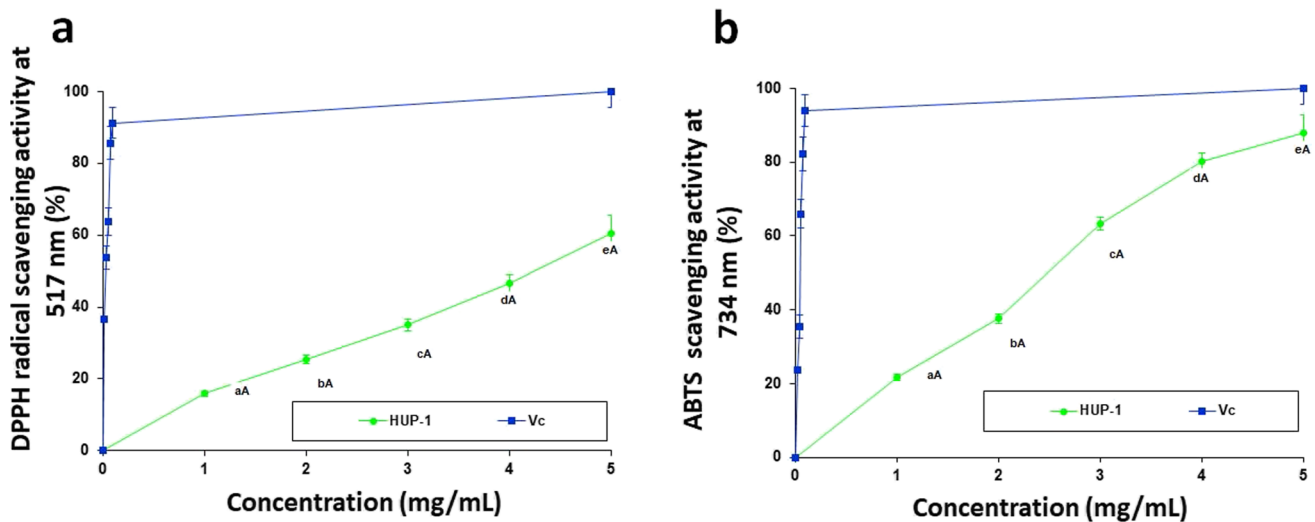 a
DPPH radical scavenging activity at
517 nm (%)
100
80
60
40
20
0
aA
bA
cA
dA
eA
HUP-1
Vc
0
1
2
3
4
5
Concentration (mg/mL)
b
ABTS scavenging activity at
734 nm (%)
100
80
60
40
20
0
aA
bA
cA
dA
eA
HUP-1
Vc
0
1
2
3
4
5
Concentration (mg/mL)